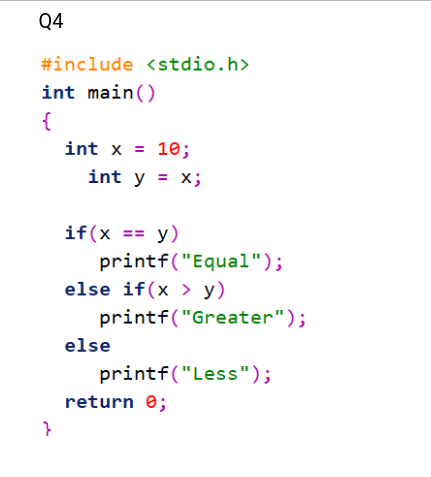 Q4
#include <stdio.h>
int main()
{
int x = 10;
int y = x;
if(x == y)
printf("Equal");
else if(x > y)
printf("Greater");
else
printf("Less");
return 0;
}